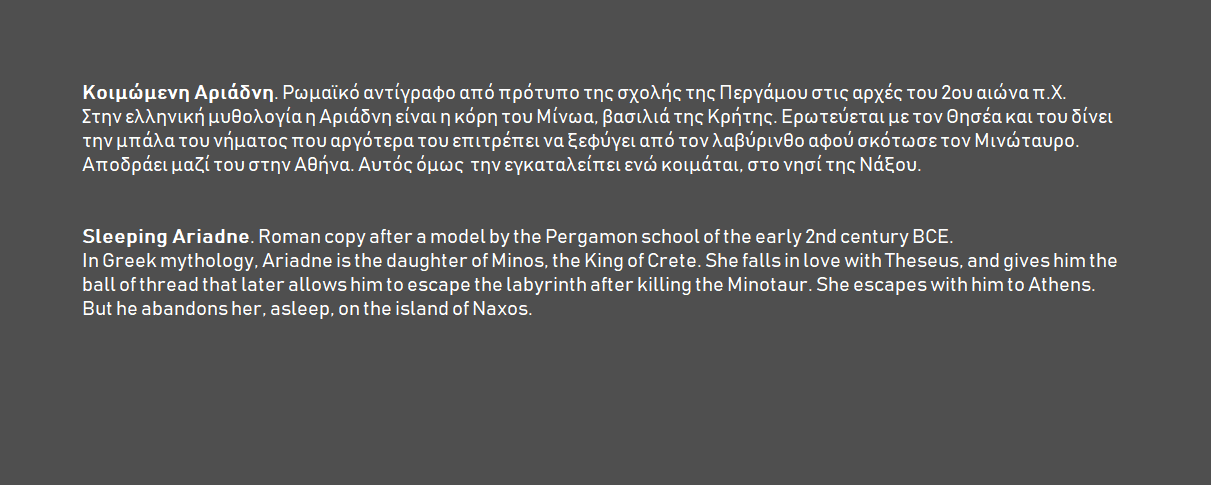 Κοιμώμενη Αριάδνη. Ρωμαϊκό αντίγραφο από πρότυπο της σχολής της Περγάμου στις αρχές του 2ου αιώνα π.Χ.
Στην ελληνική μυθολογία η Αριάδνη είναι η κόρη του Μίνωα, βασιλιά της Κρήτης. Ερωτεύεται με τον Θησέα και του δίνει
την μπάλα του νήματος που αργότερα του επιτρέπει να ξεφύγει από τον λαβύρινθο αφού σκότωσε τον Μινώταυρο.
Αποδράει μαζί του στην Αθήνα. Αυτός όμως την εγκαταλείπει ενώ κοιμάται, στο νησί της Νάξου.
Sleeping Ariadne. Roman copy after a model by the Pergamon school of the early 2nd century BCE.
In Greek mythology, Ariadne is the daughter of Minos, the King of Crete. She falls in love with Theseus, and gives him the
ball of thread that later allows him to escape the labyrinth after killing the Minotaur. She escapes with him to Athens.
But he abandons her, asleep, on the island of Naxos.